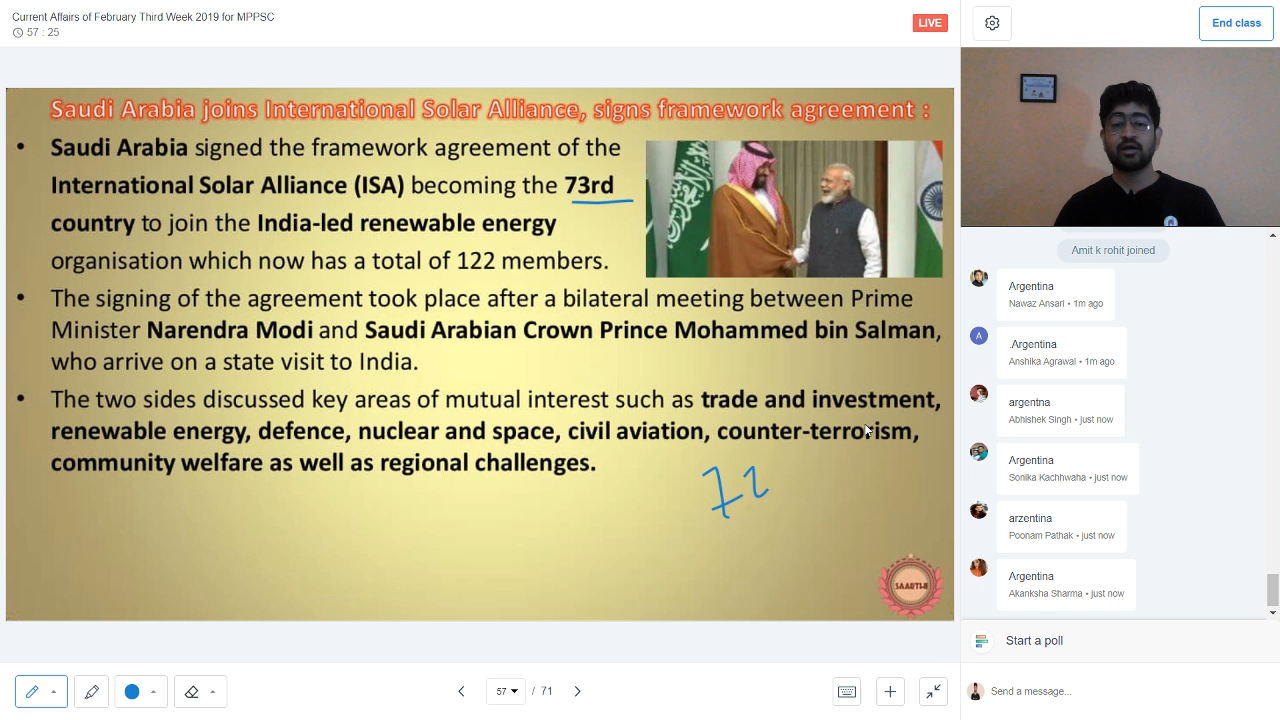 Current Affairs of February Third Week 2019 for MPPSC
57 : 25
LIVE
End class
Saudi Arabia joins International Solar Alliance, signs framework agreement :
• Saudi Arabia signed the framework agreement of the
International Solar Alliance (ISA) becoming the 73rd
country to join the India-led renewable energy
organisation which now has a total of 122 members.
• The signing of the agreement took place after a bilateral meeting between Prime
Minister Narendra Modi and Saudi Arabian Crown Prince Mohammed bin Salman,
who arrive on a state visit to India.
• The two sides discussed key areas of mutual interest such as trade and investment,
renewable energy, defence, nuclear and space, civil aviation, counter-terrorism,
community welfare as well as regional challenges.
72
SAARTHI
Amit k rohit joined
Argentina
Nawaz Ansari • 1m ago
A
.Argentina
Anshika Agrawal • 1m ago
argentna
Abhishek Singh • just now
Argentina
Sonika Kachhwaha • just now
arzentina
Poonam Pathak • just now
Argentina
Akanksha Sharma • just now
Start a poll
57 / 71
Send a message...